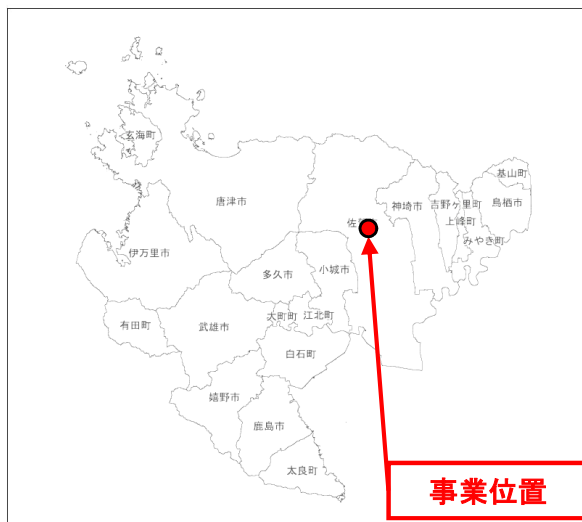 玄海町
基山町
唐津市
神埼市
吉野ヶ里町
鳥栖市
上峰町
佐
みやき町
伊万里市
多久市
小城市
有田町
武雄市
大町町
江北町
白石町
嬉野市
鹿島市
太良町
事業位置